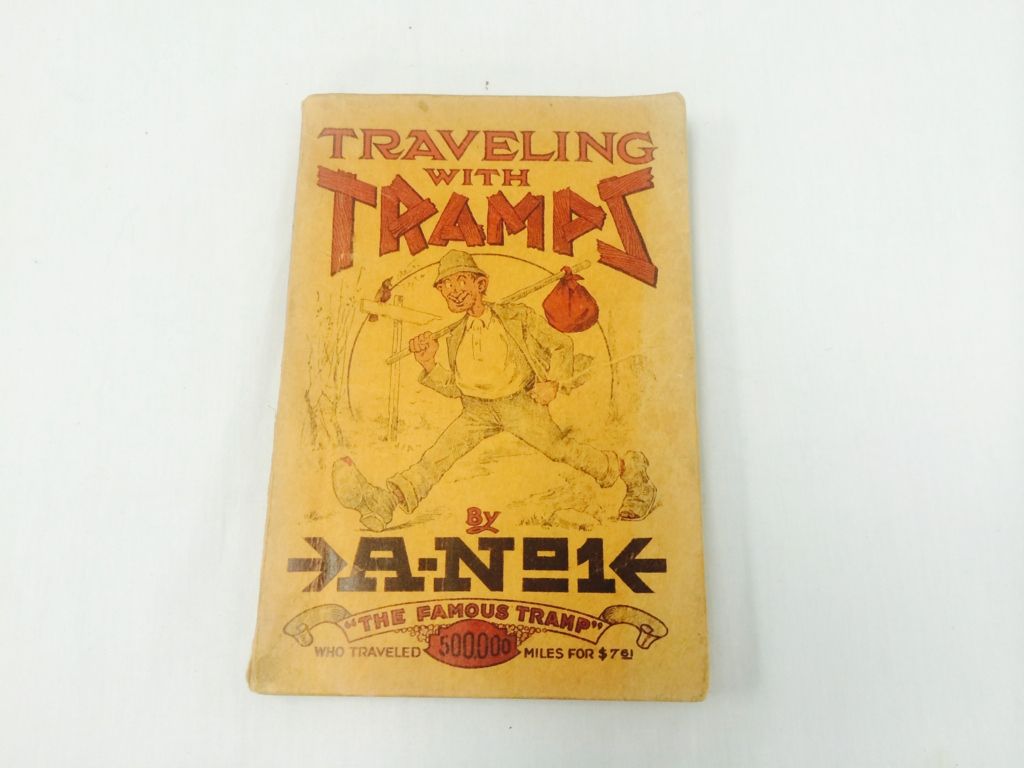 TRAVELING
WITH
TRAMPS
By
A-No1
"THE FAMOUS TRAMP"
WHO TRAVELED 500,000 MILES FOR $7.61